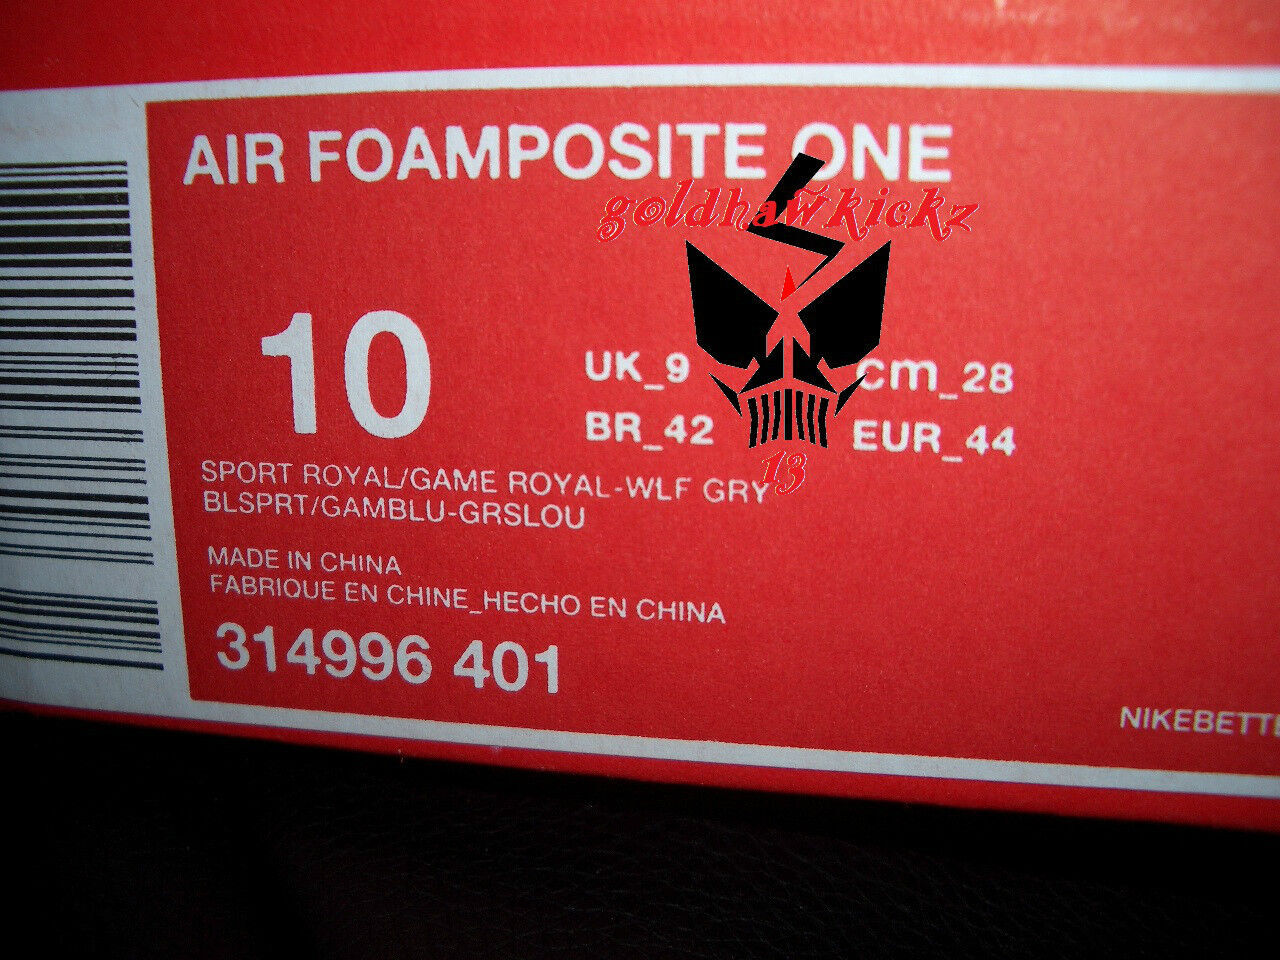 AIR FOAMPOSITE ONE
goldhawkickz
10
UK_9
cm_28
BR_42
EUR_44
13
SPORT ROYAL/GAME ROYAL-WLF GRY
BLSPRT/GAMBLU-GRSLOU
MADE IN CHINA
FABRIQUE EN CHINE_HECHO EN CHINA
314996 401